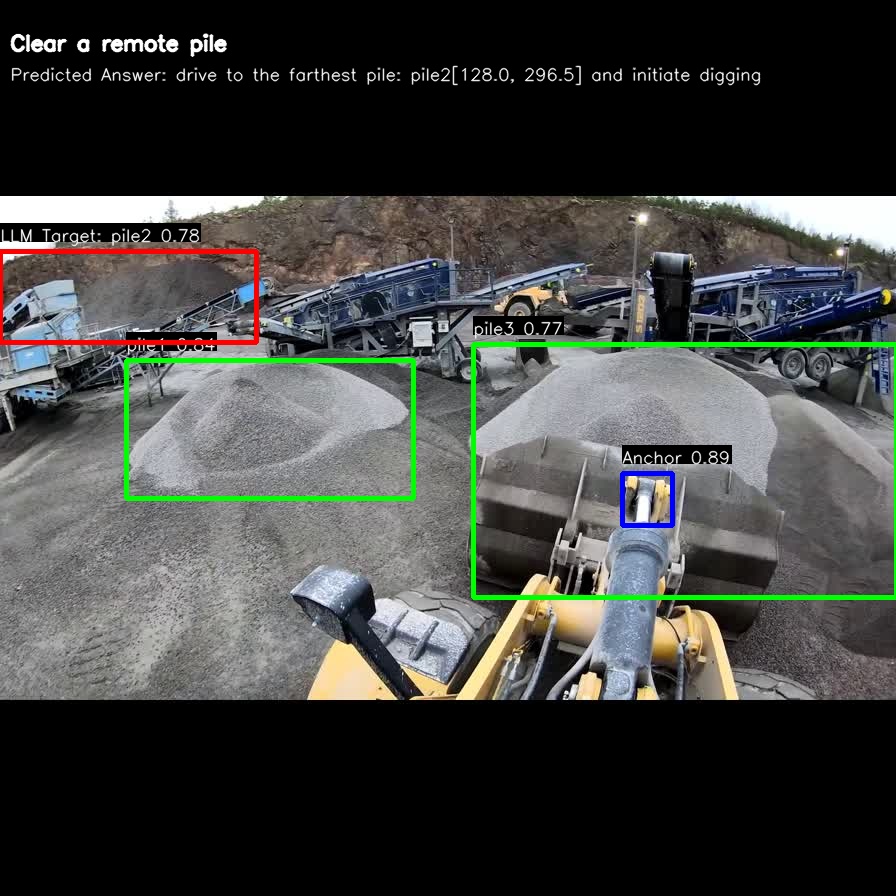 Clear a remote pile
Predicted Answer: drive to the farthest pile: pile2[128.0, 296.5] and initiate digging
LLM Target: pile2 0.78
pile3 0.77
pile1 0.84
Anchor 0.89